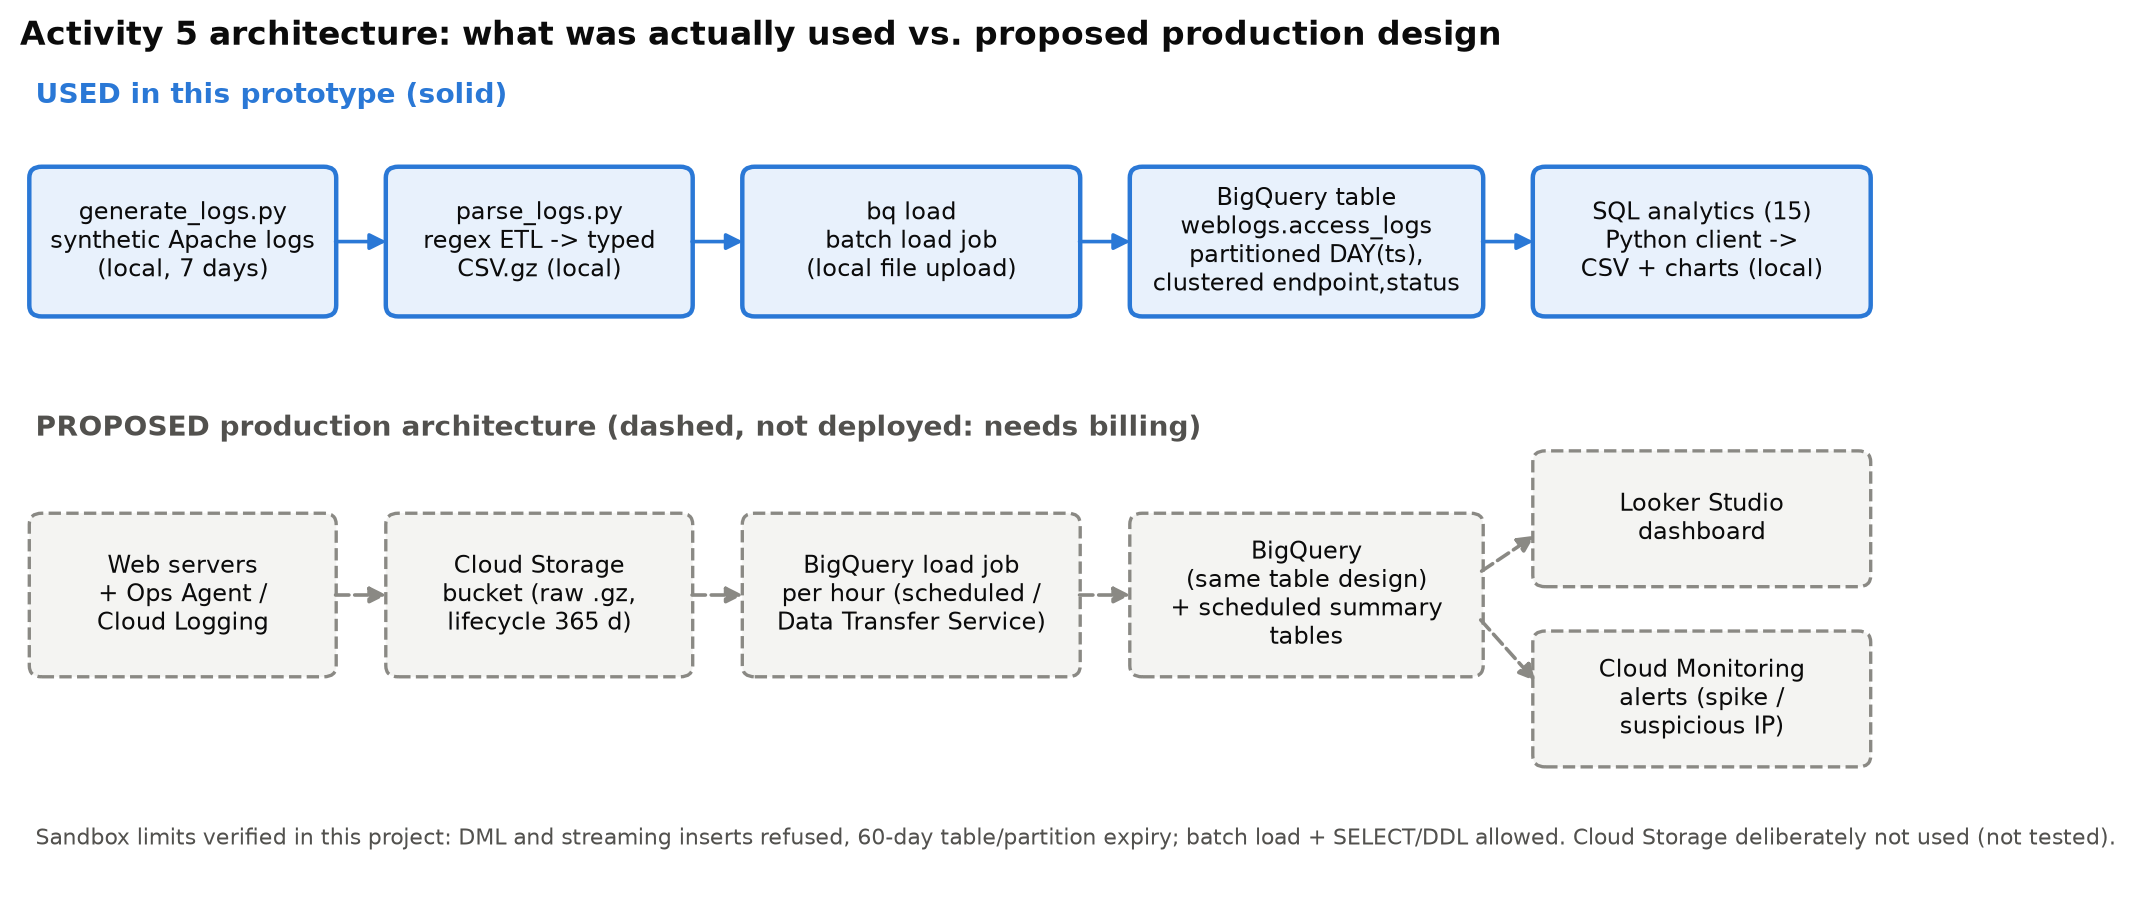 Activity 5 architecture: what was actually used vs. proposed production design
USED in this prototype (solid)
generate_logs.py
synthetic Apache logs
(local, 7 days)
parse_logs.py
regex ETL -> typed
CSV.gz (local)
bq load
batch load job
(local file upload)
BigQuery table
weblogs.access_logs
partitioned DAY(ts),
clustered endpoint,status
SQL analytics (15)
Python client ->
CSV + charts (local)
PROPOSED production architecture (dashed, not deployed: needs billing)
Web servers
+ Ops Agent /
Cloud Logging
Cloud Storage
bucket (raw .gz,
lifecycle 365 d)
BigQuery load job
per hour (scheduled /
Data Transfer Service)
BigQuery
(same table design)
+ scheduled summary
tables
Looker Studio
dashboard
Cloud Monitoring
alerts (spike /
suspicious IP)
Sandbox limits verified in this project: DML and streaming inserts refused, 60-day table/partition expiry; batch load + SELECT/DDL allowed. Cloud Storage deliberately not used (not tested).